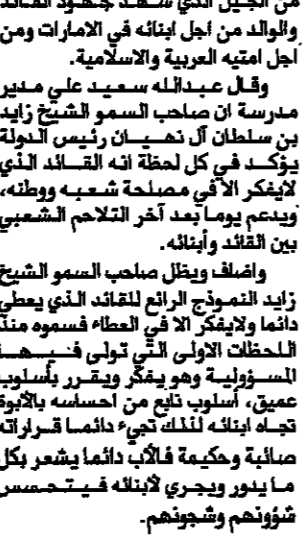 من الجيل الذي شهد جهود القائد
والوالد من اجل ابنائه في الامارات ومن
اجل امتيه العربية والاسلامية.
وقال عبدالله سعيد علي مدير
مدرسة ان صاحب السمو الشيخ زايد
بن سلطان آل نهيان رئيس الدولة
يؤكد في كل لحظة انه القائد الذي
لايفكر الا في مصلحة شعبه ووطنه،
ويدعم يوما بعد آخر التلاحم الشعبي
بين القائد وأبنائه.
واضاف ويظل صاحب السمو الشيخ
زايد النموذج الرائع للقائد الذي يعطي
دائما ولايفكر الا في العطاء فسموه منذ
اللحظات الاولى التي تولى فيها
المسؤولية وهو يفكر ويقرر بأسلوب
عميق، أسلوب نابع من احساسه بالأبوة
تجاه ابنائه لذلك تجيء دائما قراراته
صائبة وحكيمة فالأب دائما يشعر بكل
ما يدور ويجري لأبنائه فيتحسس
شؤونهم وشجونهم.